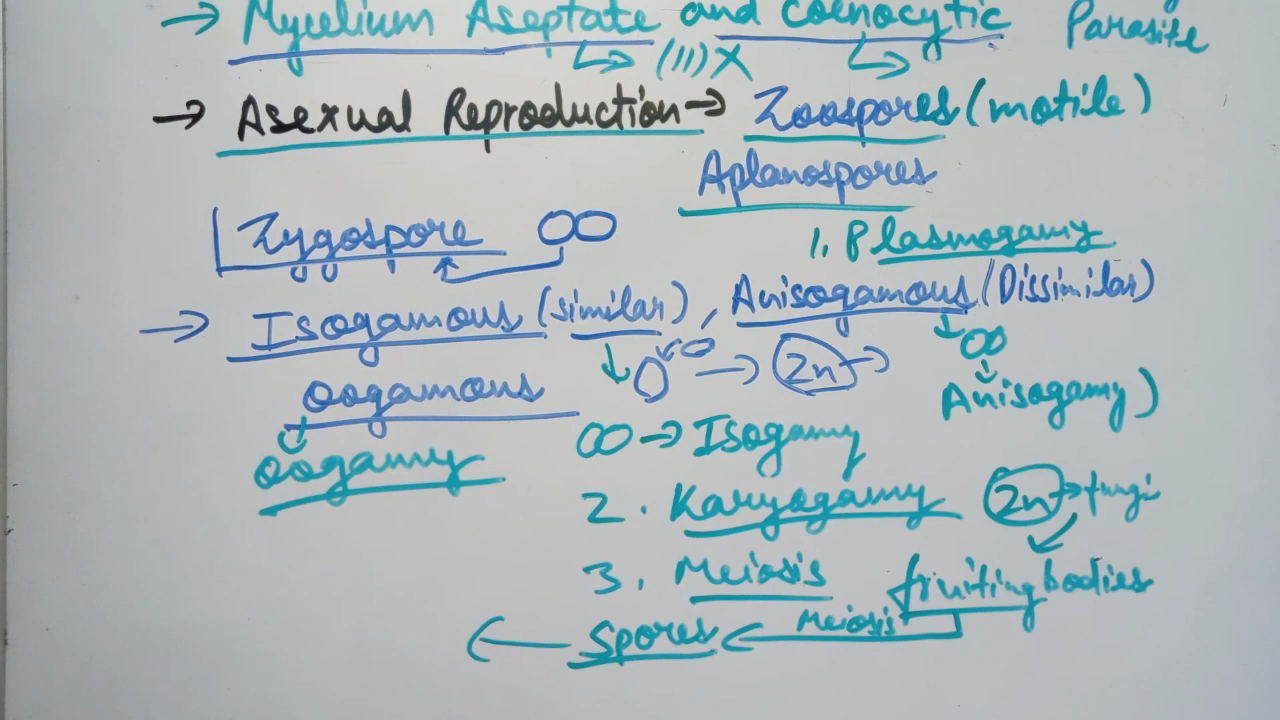 → Mycelium Aseptate and Coenocytic Parasite
(11) X
→ Asexual Reproduction → Zoospores (motile)
Aplanospores
Zygospore
1. Plasmogamy
→ Isogamous (similar), Anisogamous (Dissimilar)
→ 2n →
oogamous
Anisogamy)
→ Isogamy
oogamy
2. Karyogamy 2n → fungi
3. Meiosis fruiting bodies
Spores Meiosis